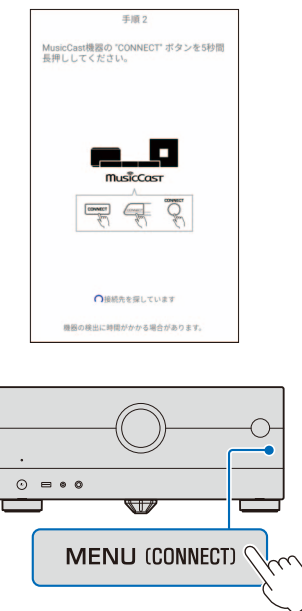 手順 2
MusicCast機器の "CONNECT" ボタンを5秒間
長押ししてください。
MusicCast
CONNECT
CONNECT
CONNECT
接続先を探しています
機器の検出に時間がかかる場合があります。
MENU (CONNECT)